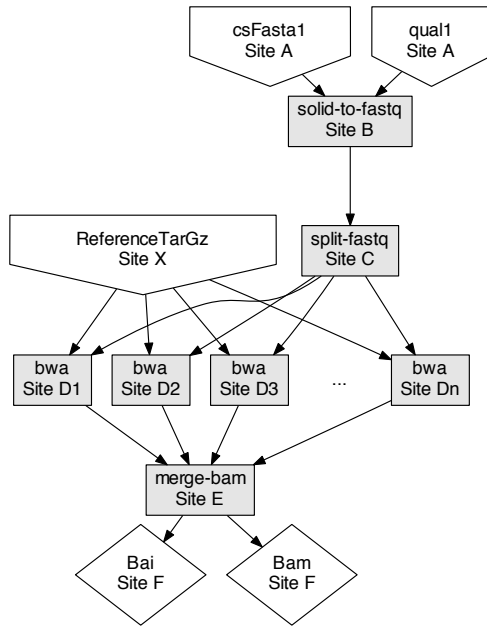 csFasta1
Site A
qual1
Site A
solid-to-fastq
Site B
ReferenceTarGz
Site X
split-fastq
Site C
bwa
Site D1
bwa
Site D2
bwa
Site D3
...
bwa
Site Dn
merge-bam
Site E
Bai
Site F
Bam
Site F